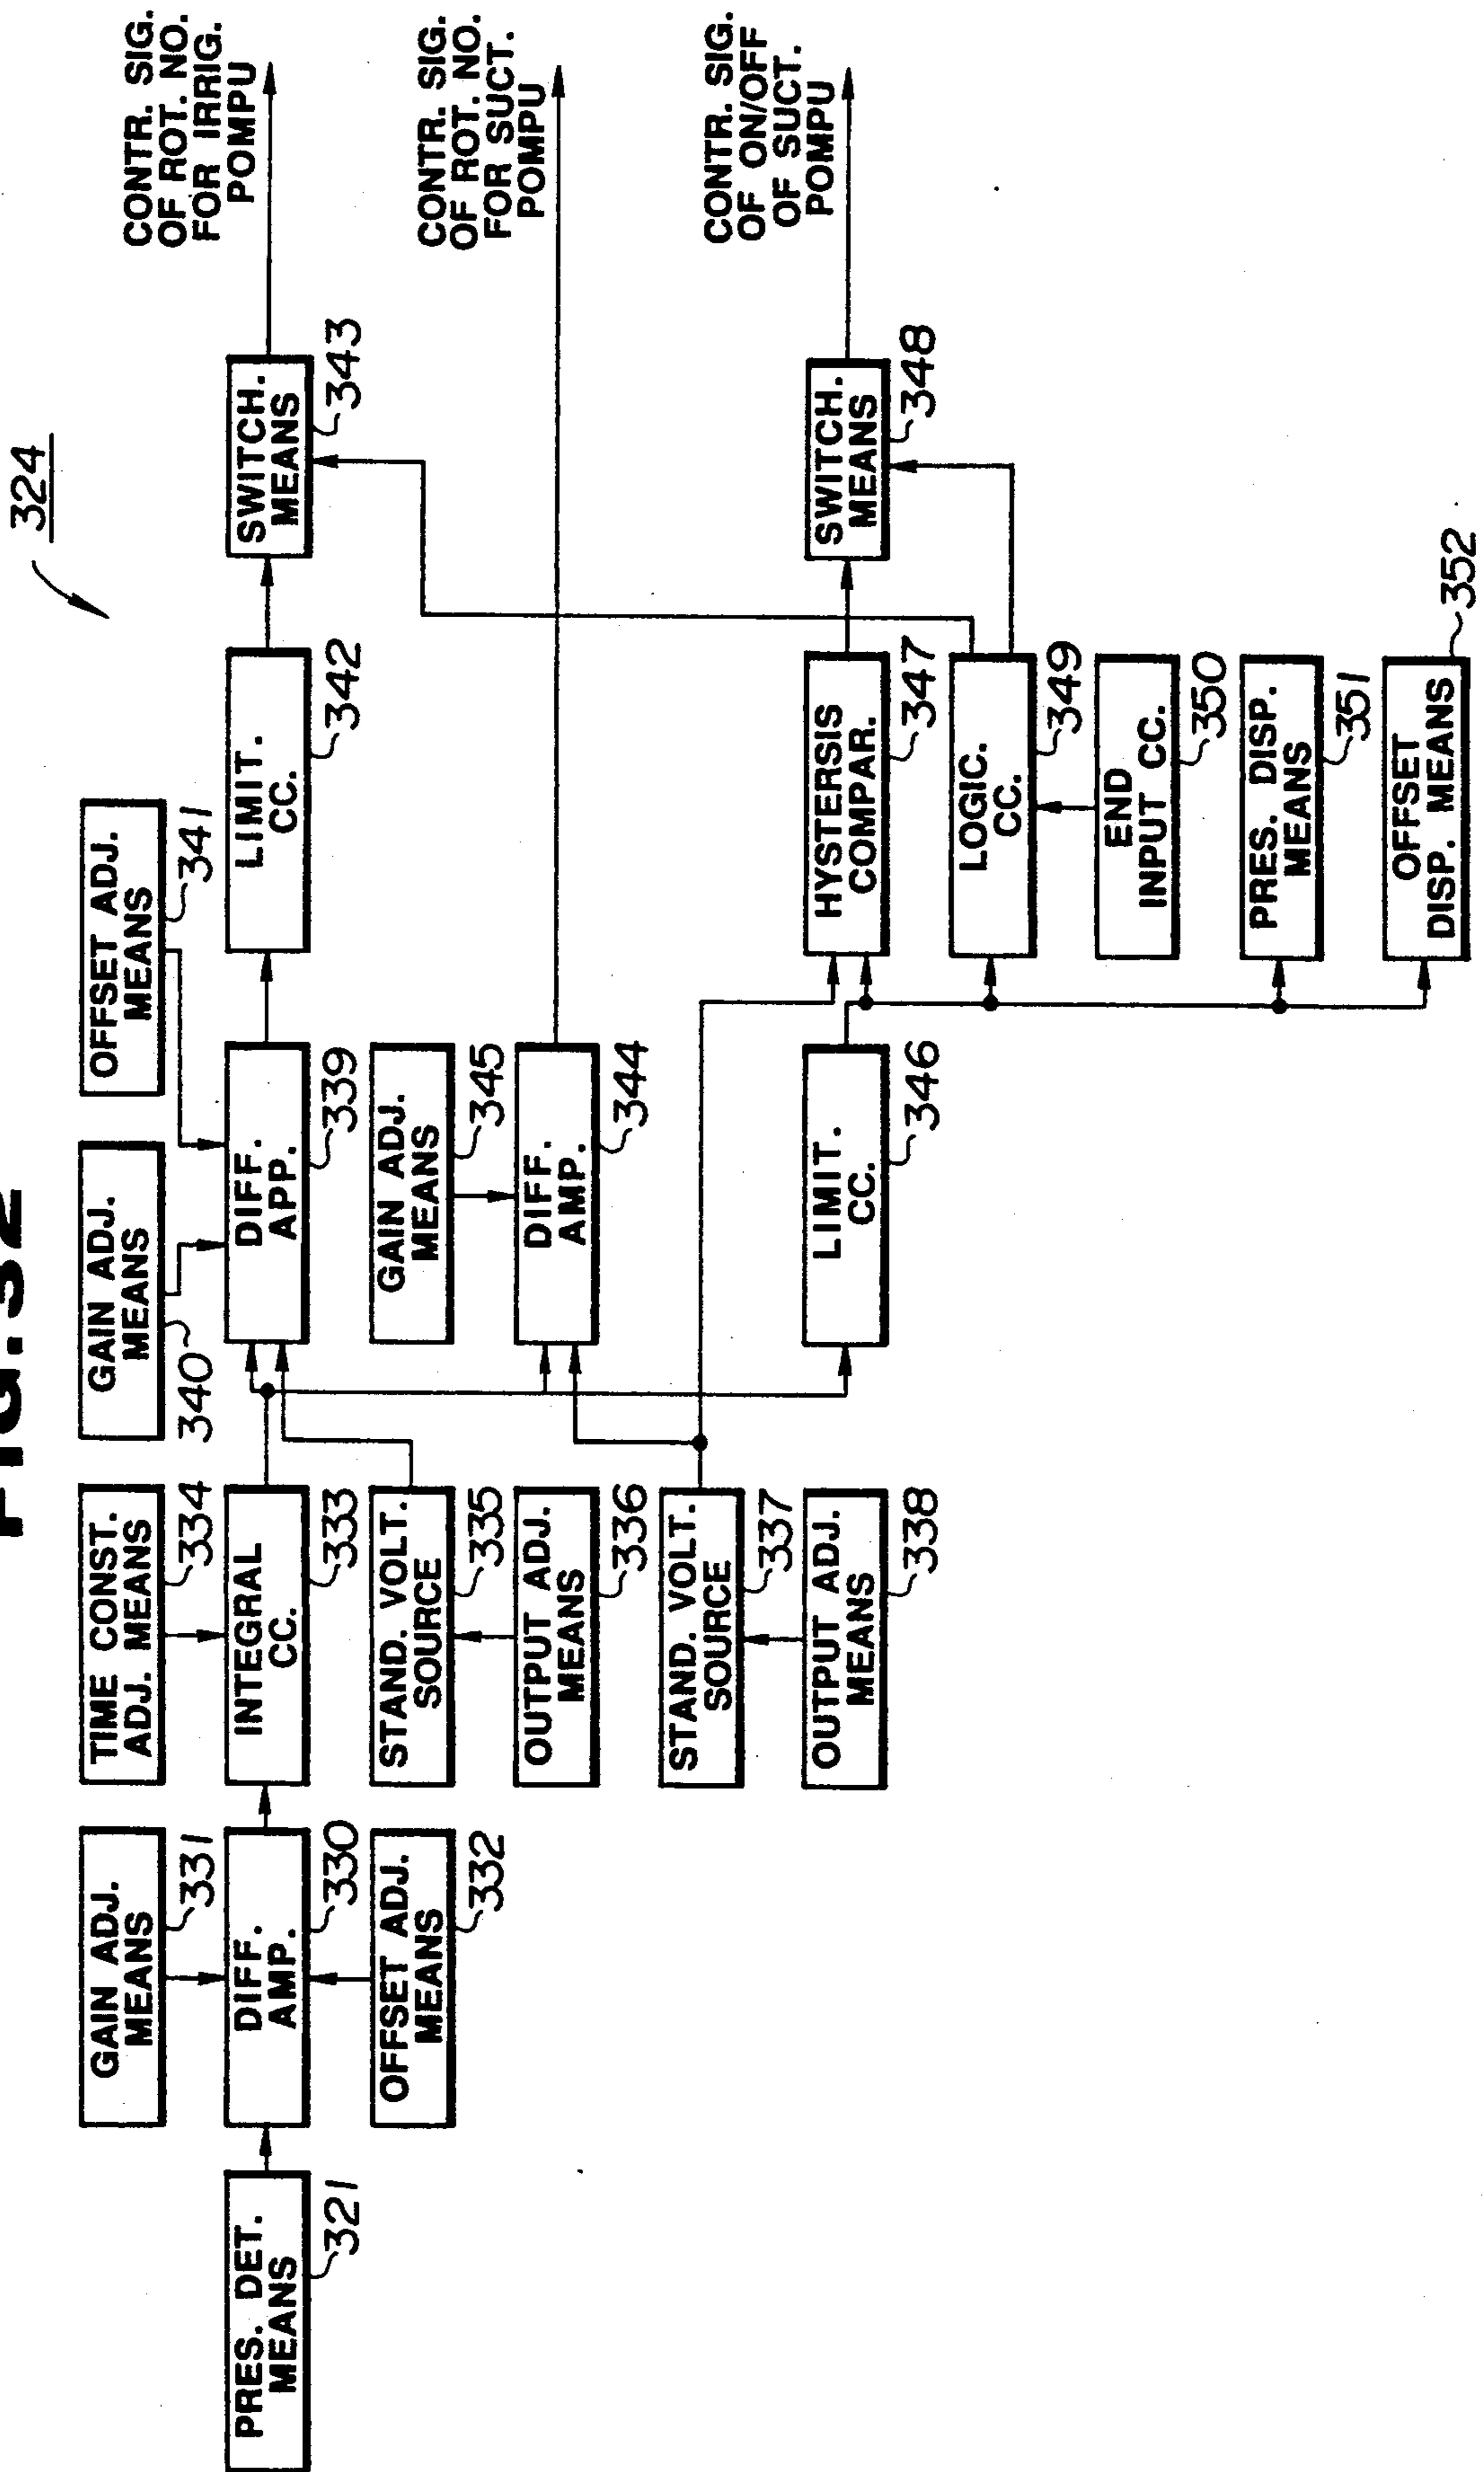 FIG.32
324
PRES. DET.
MEANS
321
GAIN ADJ.
MEANS
331
DIFF.
AMP.
330
OFFSET ADJ.
MEANS
332
TIME CONST.
ADJ. MEANS
334
INTEGRAL
CC.
333
STAND. VOLT.
SOURCE
335
OUTPUT ADJ.
MEANS
336
STAND. VOLT.
SOURCE
337
OUTPUT ADJ.
MEANS
338
GAIN ADJ.
MEANS
340
OFFSET ADJ.
MEANS
341
DIFF.
APP.
339
GAIN ADJ.
MEANS
345
DIFF.
AMP.
344
LIMIT.
CC.
346
LIMIT.
CC.
342
HYSTERSIS
COMPAR.
347
LOGIC.
CC.
349
END
INPUT CC.
350
PRES. DISP.
MEANS
351
OFFSET
DISP. MEANS
352
SWITCH.
MEANS
343
SWITCH.
MEANS
348
CONTR. SIG.
OF ROT. NO.
FOR IRRIG.
POMPU
CONTR. SIG.
OF ROT. NO.
FOR SUCT.
POMPU
CONTR. SIG.
OF ON/OFF
OF SUCT.
POMPU